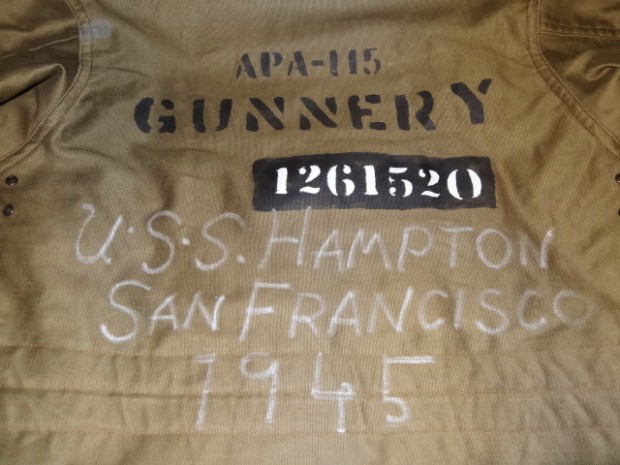 APA-115
GUNNERY
1261520
U.S.S. HAMPTON
SAN FRANCISCO
1945